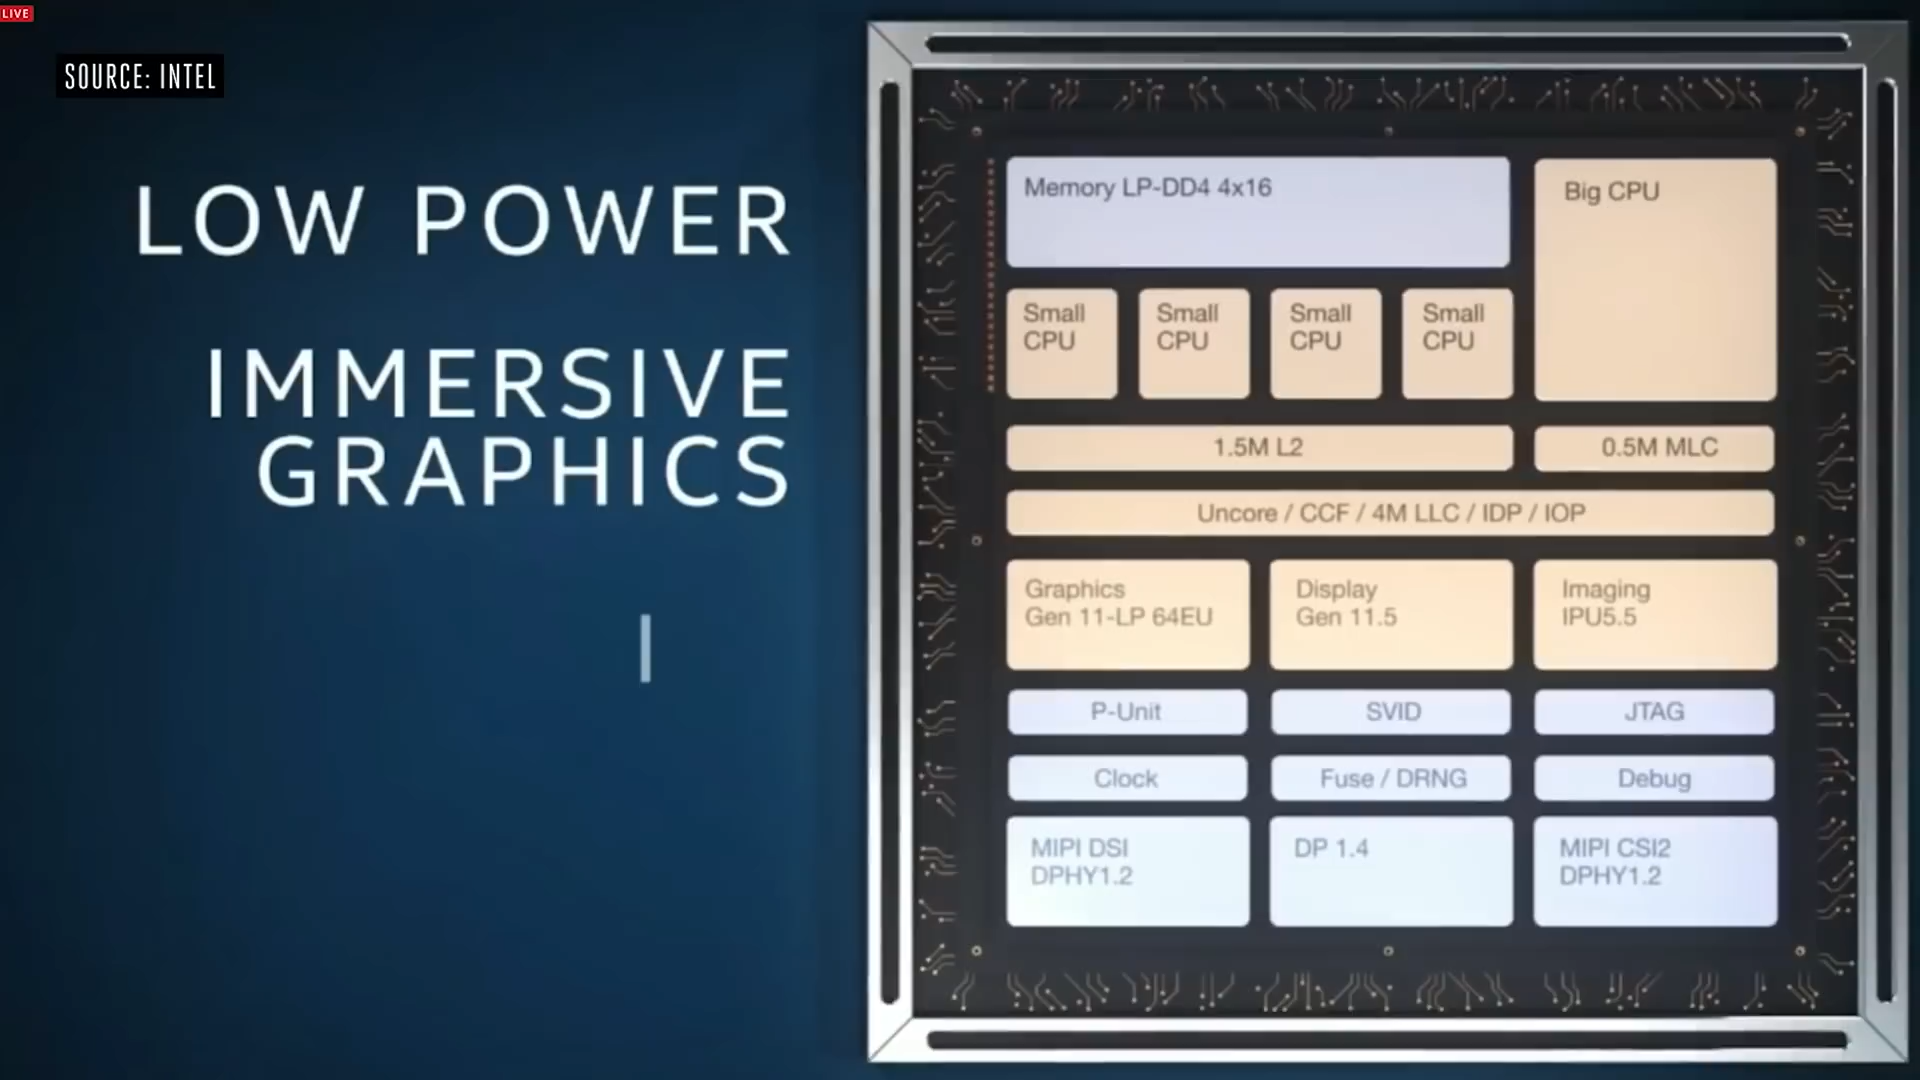 LIVE
SOURCE: INTEL
LOW POWER
IMMERSIVE
GRAPHICS
Memory LP-DD4 4x16
Big CPU
Small
CPU
Small
CPU
Small
CPU
Small
CPU
1.5M L2
0.5M MLC
Uncore / CCF / 4M LLC / IDP / IOP
Graphics
Gen 11-LP 64EU
Display
Gen 11.5
Imaging
IPU5.5
P-Unit
SVID
JTAG
Clock
Fuse / DRNG
Debug
MIPI DSI
DPHY1.2
DP 1.4
MIPI CSI2
DPHY1.2